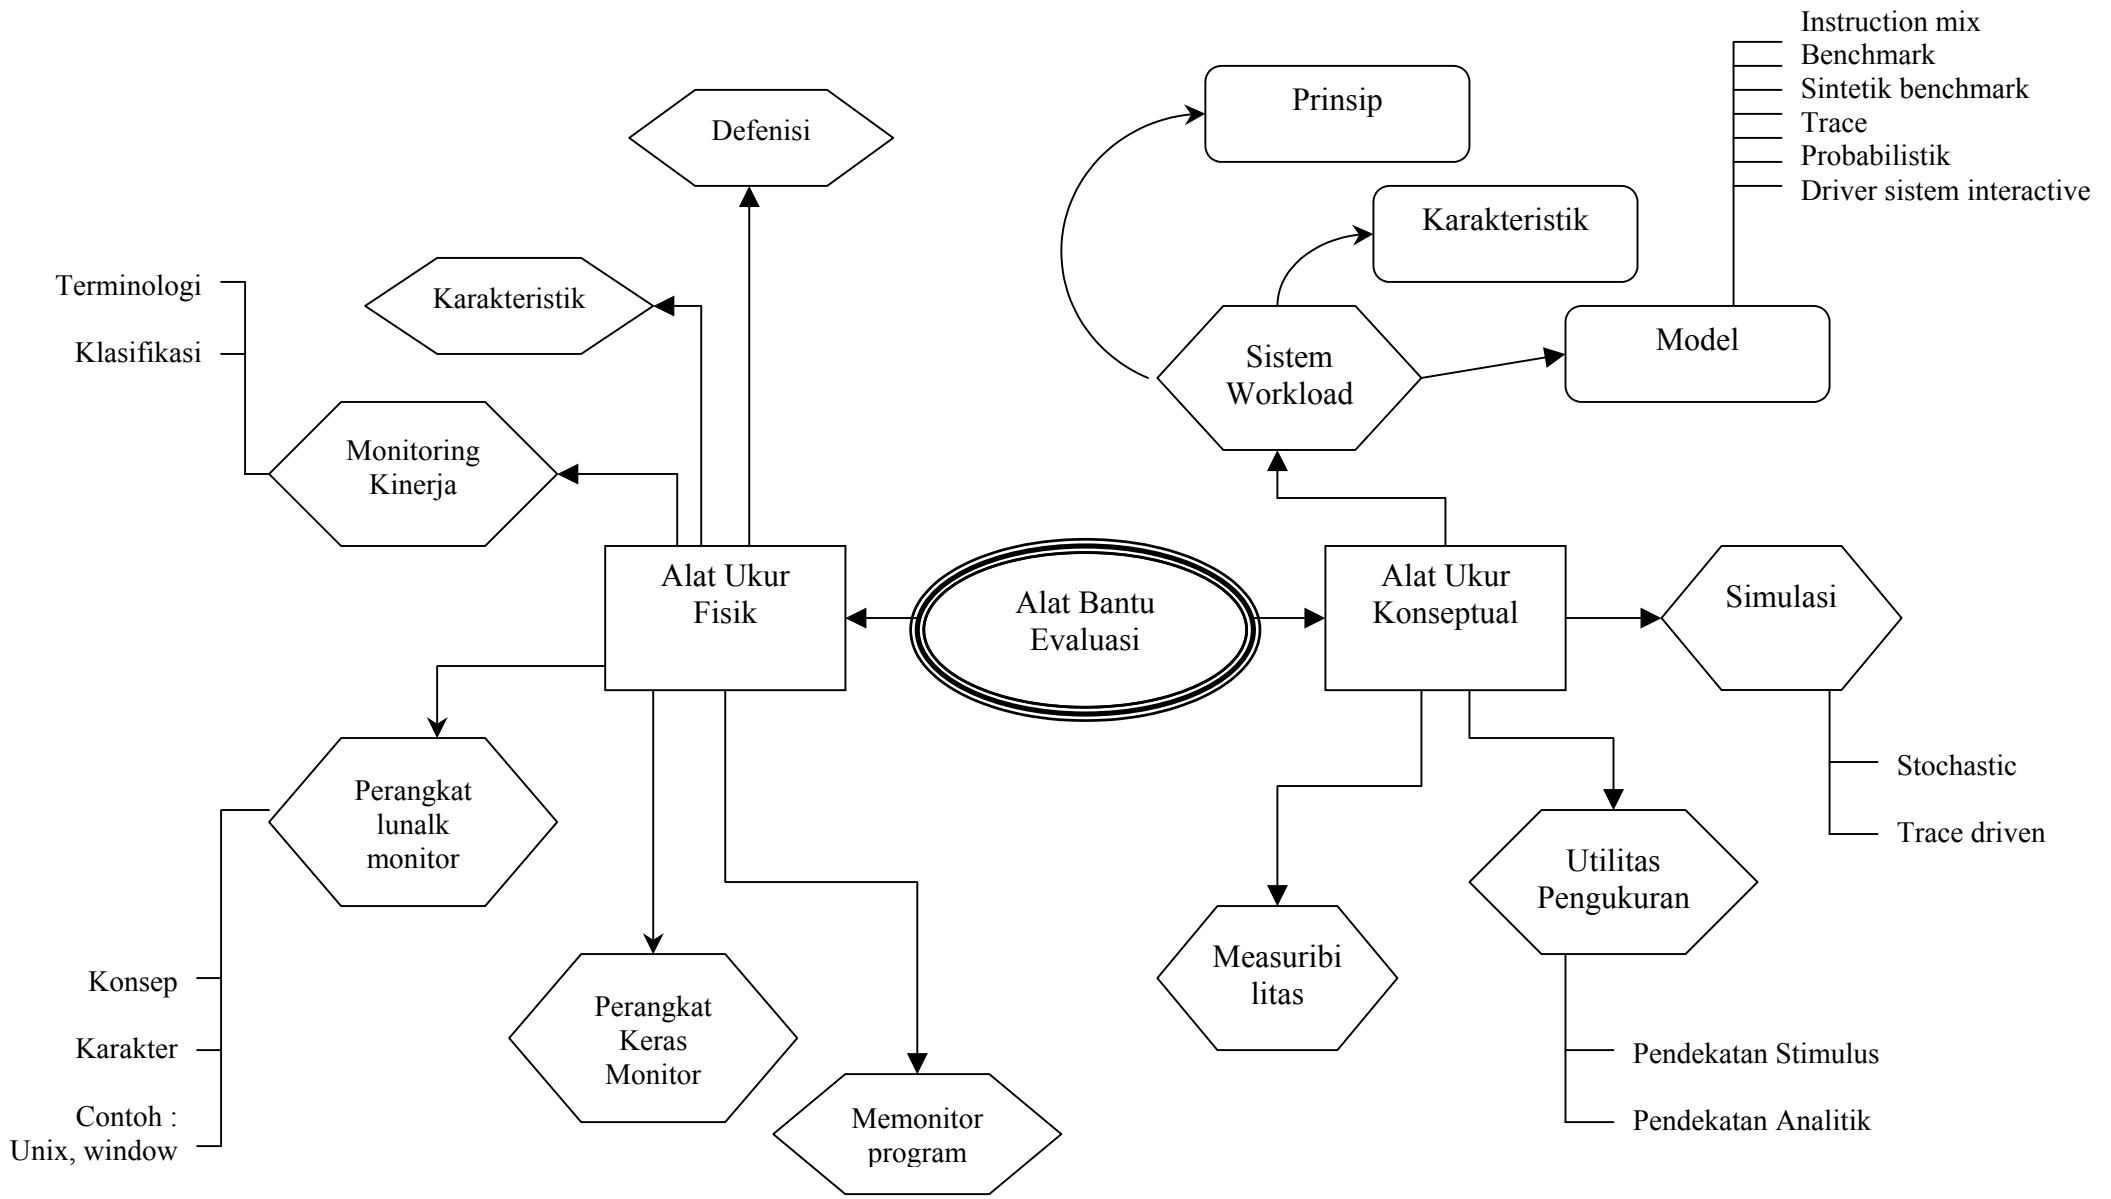 Instruction mix
Benchmark
Sintetik benchmark
Trace
Probabilistik
Driver sistem interactive
Prinsip
Karakteristik
Model
Sistem
Workload
Defenisi
Karakteristik
Terminologi
Klasifikasi
Monitoring
Kinerja
Alat Ukur
Fisik
Alat Bantu
Evaluasi
Alat Ukur
Konseptual
Simulasi
Stochastic
Trace driven
Perangkat
lunalk
monitor
Konsep
Karakter
Contoh :
Unix, window
Perangkat
Keras
Monitor
Memonitor
program
Measuribi
litas
Utilitas
Pengukuran
Pendekatan Stimulus
Pendekatan Analitik